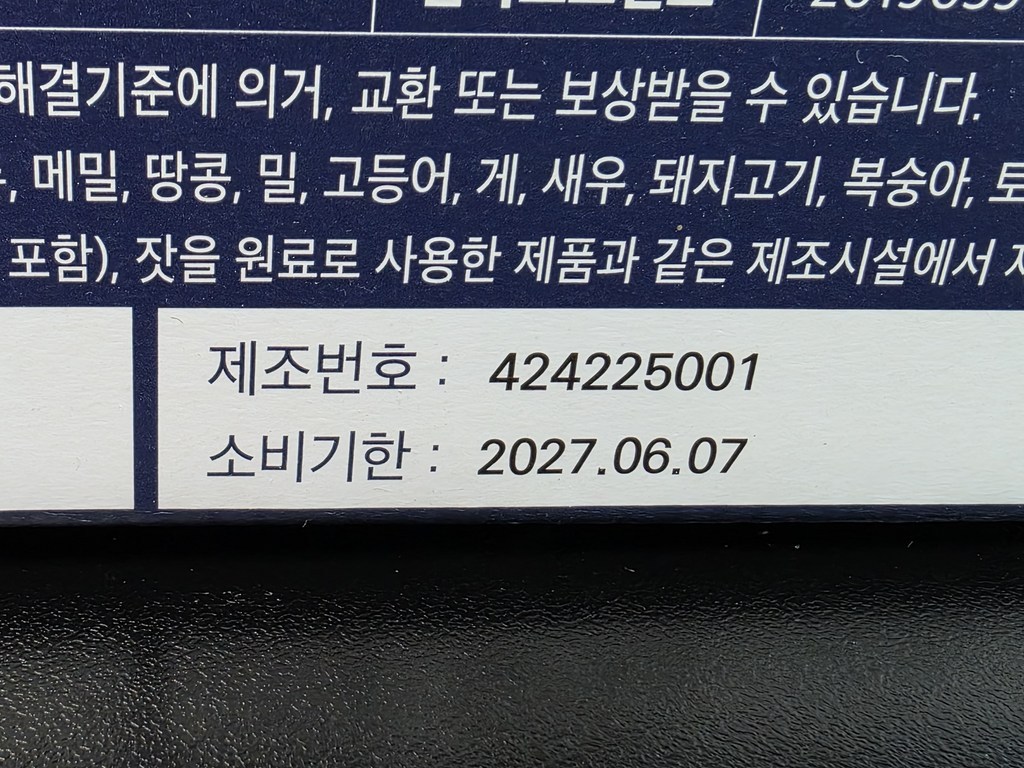 해결기준에 의거, 교환 또는 보상받을 수 있습니다.
메밀, 땅콩, 밀, 고등어, 게, 새우, 돼지고기, 복숭아, 토
포함), 잣을 원료로 사용한 제품과 같은 제조시설에서
제조번호 : 424225001
소비기한 : 2027.06.07